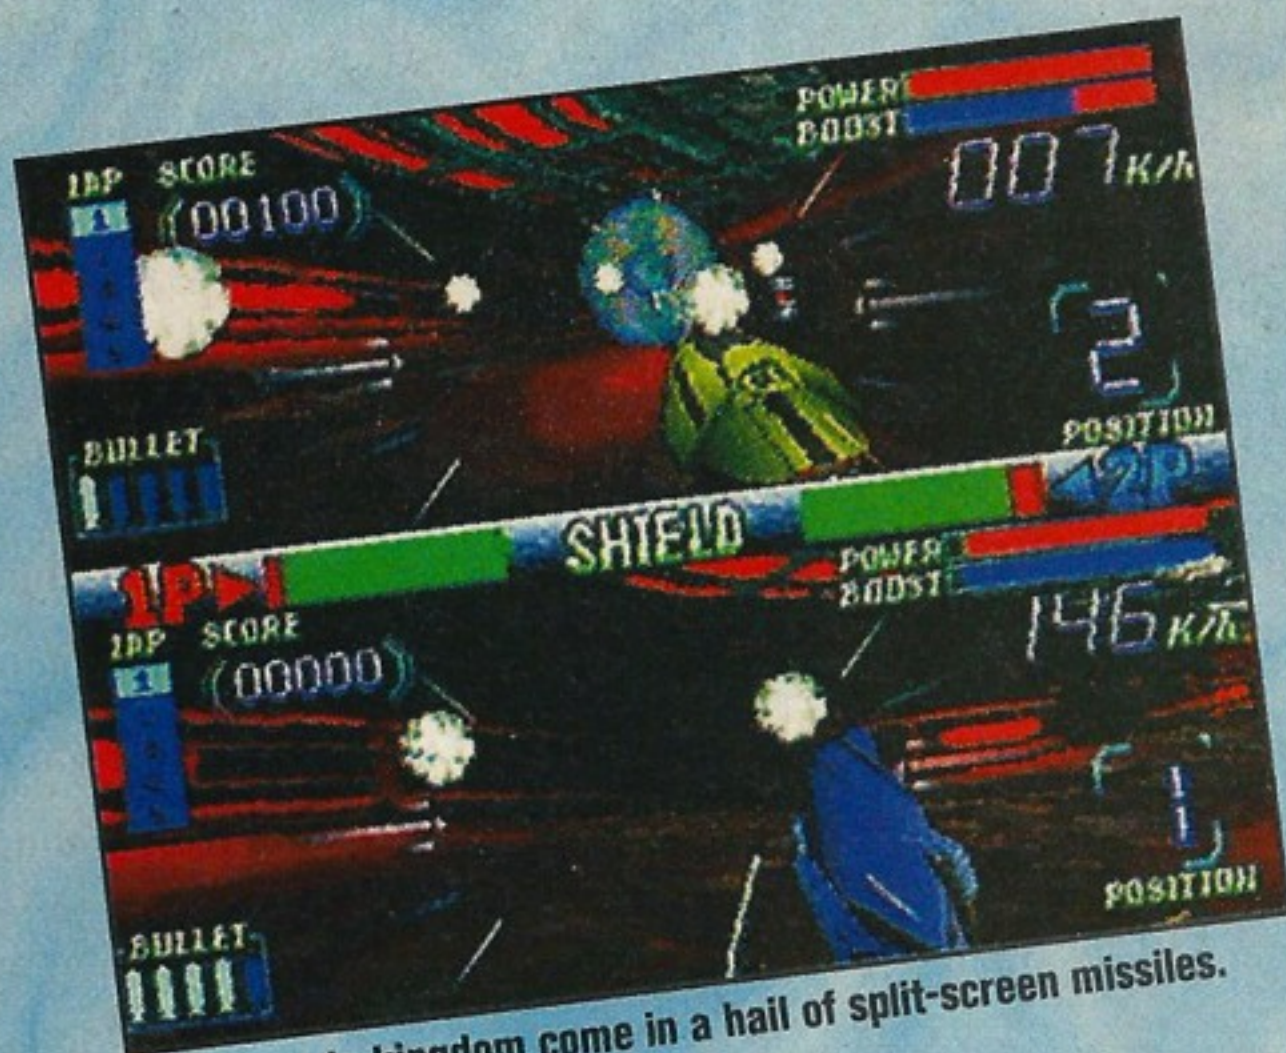 POWER
BOOST
007 K/h
LAP SCORE
1
(00100)
2
POSITION
BULLET
1P SHIELD 2P
POWER
BOOST
146 K/h
LAP SCORE
1
(00000)
1
POSITION
BULLET
kingdom come in a hail of split-screen missiles.